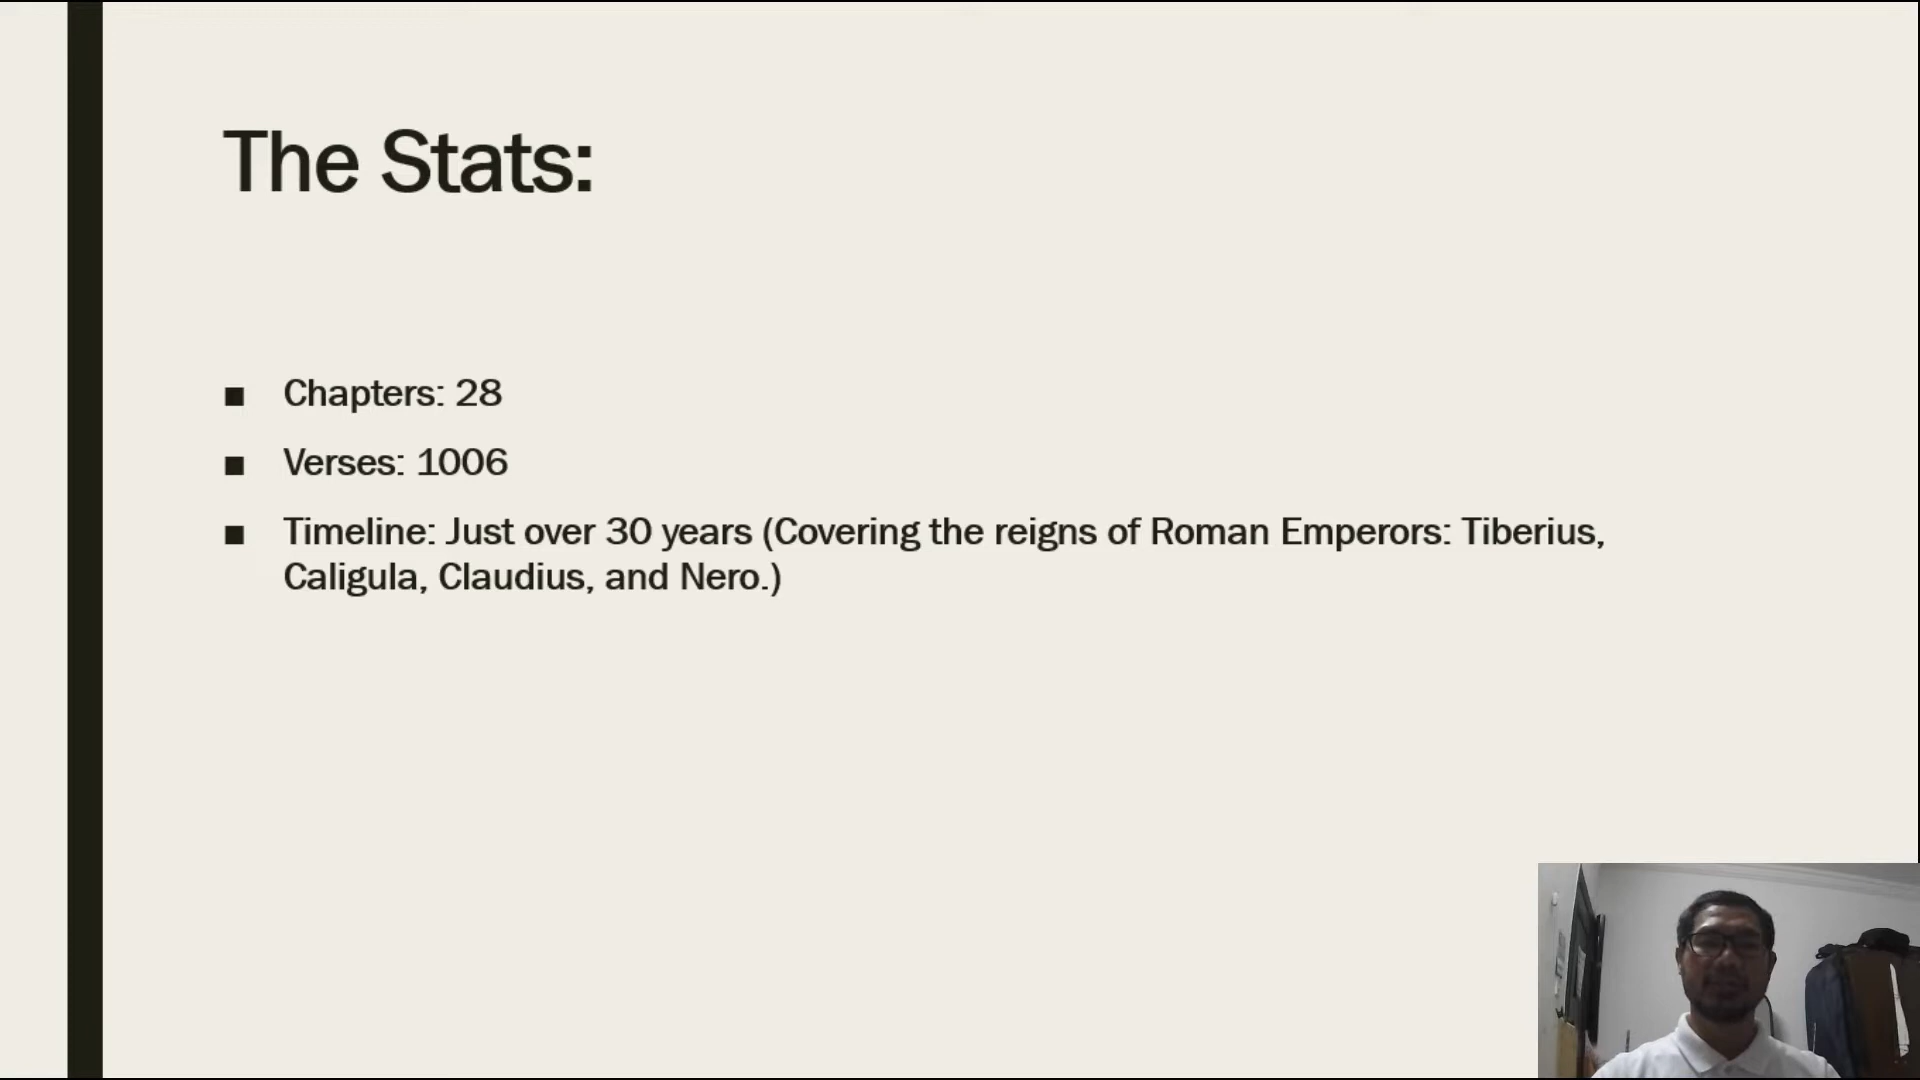 The Stats:
■ Chapters: 28
■ Verses: 1006
■ Timeline: Just over 30 years (Covering the reigns of Roman Emperors: Tiberius,
Caligula, Claudius, and Nero.)